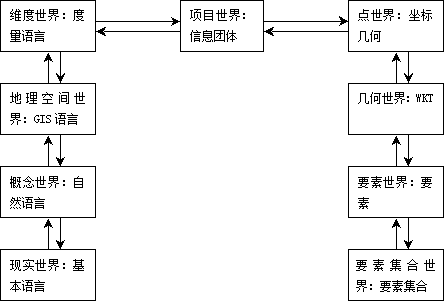 维度世界：度
量语言
项目世界：
信息团体
点世界：坐标
几何
地理空间世
界：GIS 语言
几何世界：WKT
概念世界：自
然语言
要素世界：要
素
现实世界：基
本语言
要素集合世
界：要素集合